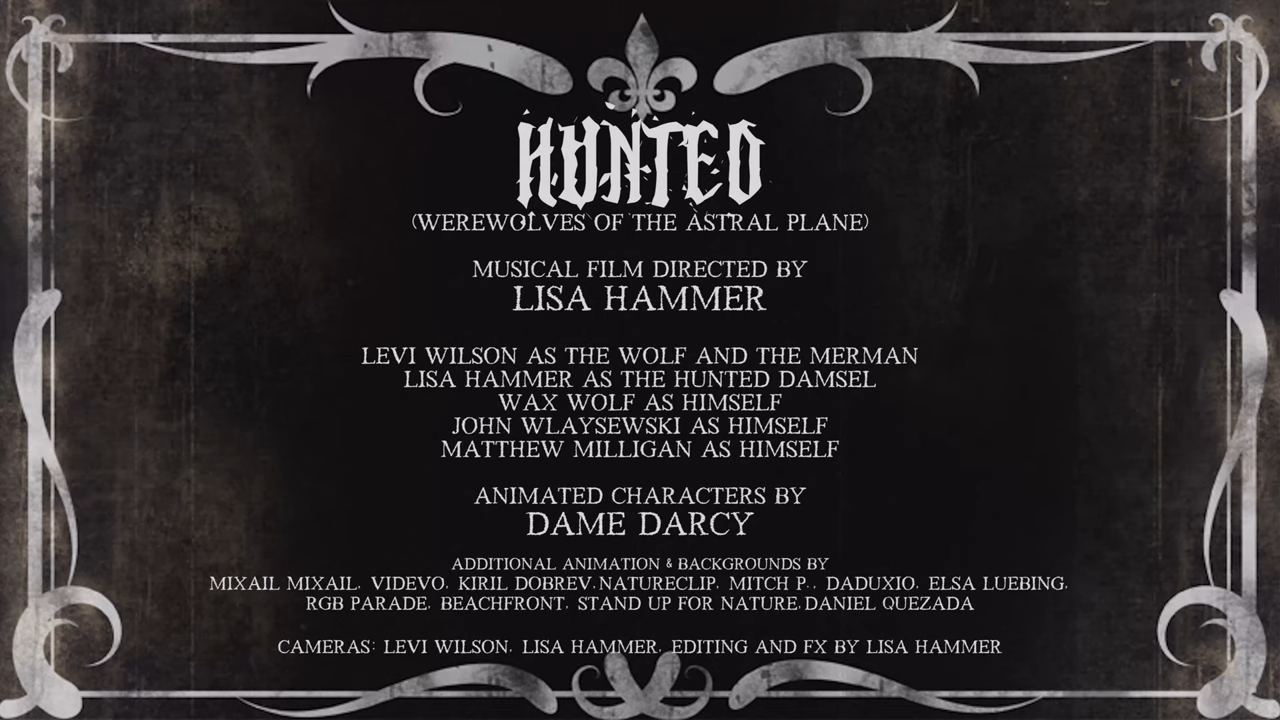 HUNTED
(WEREWOLVES OF THE ASTRAL PLANE)
MUSICAL FILM DIRECTED BY
LISA HAMMER
LEVI WILSON AS THE WOLF AND THE MERMAN
LISA HAMMER AS THE HUNTED DAMSEL
WAX WOLF AS HIMSELF
JOHN WLAYSEWSKI AS HIMSELF
MATTHEW MILLIGAN AS HIMSELF
ANIMATED CHARACTERS BY
DAME DARCY
ADDITIONAL ANIMATION & BACKGROUNDS BY
MIXAIL MIXAIL, VIDEVO, KIRIL DOBREV, NATURECLIP, MITCH P., DADUXIO, ELSA LUEBING,
RGB PARADE, BEACHFRONT, STAND UP FOR NATURE, DANIEL QUEZADA
CAMERAS: LEVI WILSON, LISA HAMMER, EDITING AND FX BY LISA HAMMER